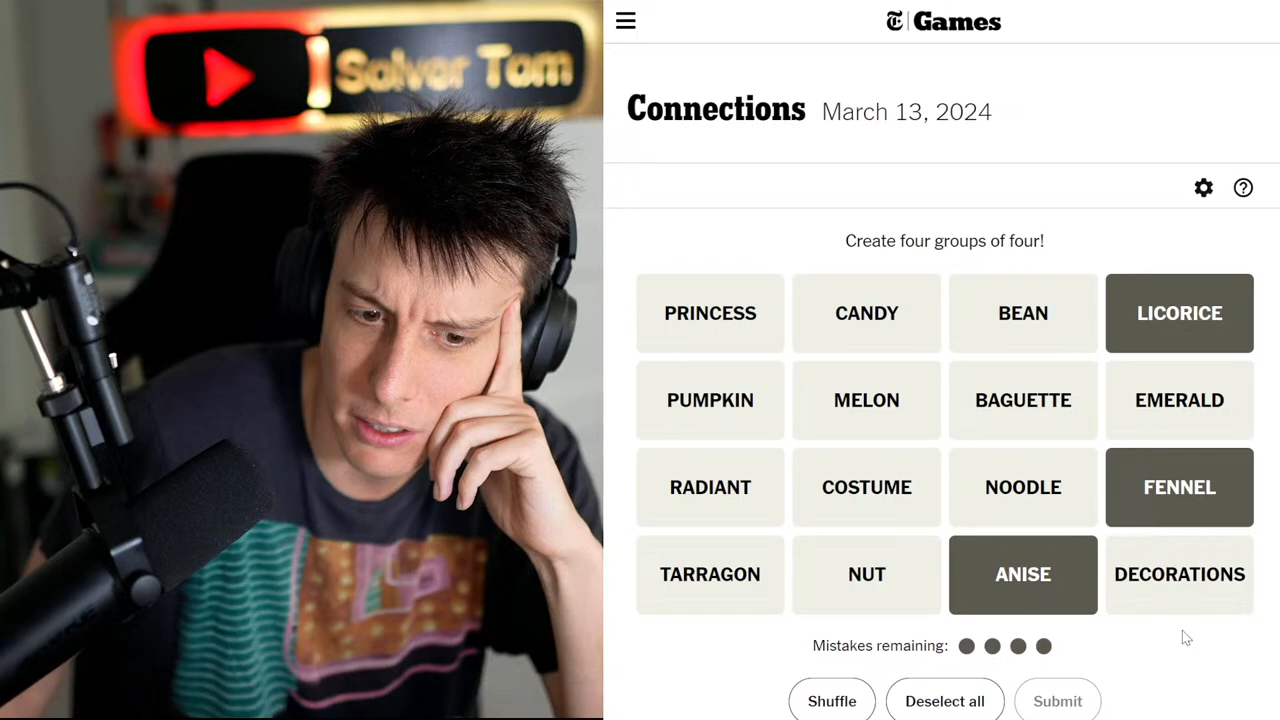 Solver Tom
Games
Connections March 13, 2024
Create four groups of four!
PRINCESS CANDY BEAN LICORICE
PUMPKIN MELON BAGUETTE EMERALD
RADIANT COSTUME NOODLE FENNEL
TARRAGON NUT ANISE DECORATIONS
Mistakes remaining:
Shuffle Deselect all Submit